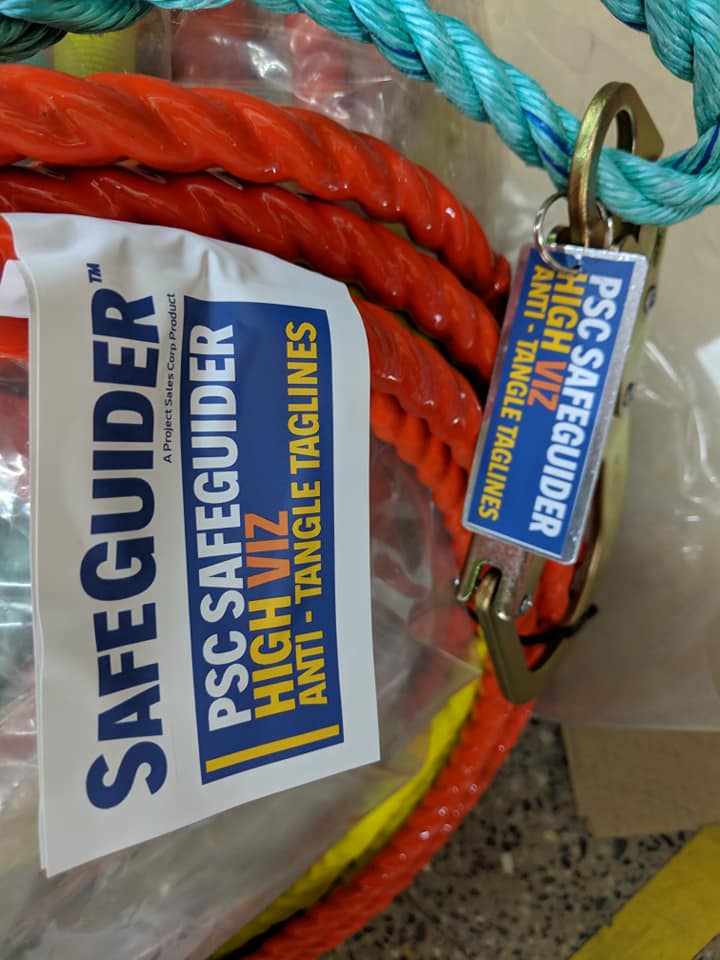 SAFEGUIDER™
A Project Sales Corp Product
PSC SAFEGUIDER
HIGH VIZ
ANTI - TANGLE TAGLINES
PSC SAFEGUIDER
HIGH VIZ
ANTI - TANGLE TAGLINES